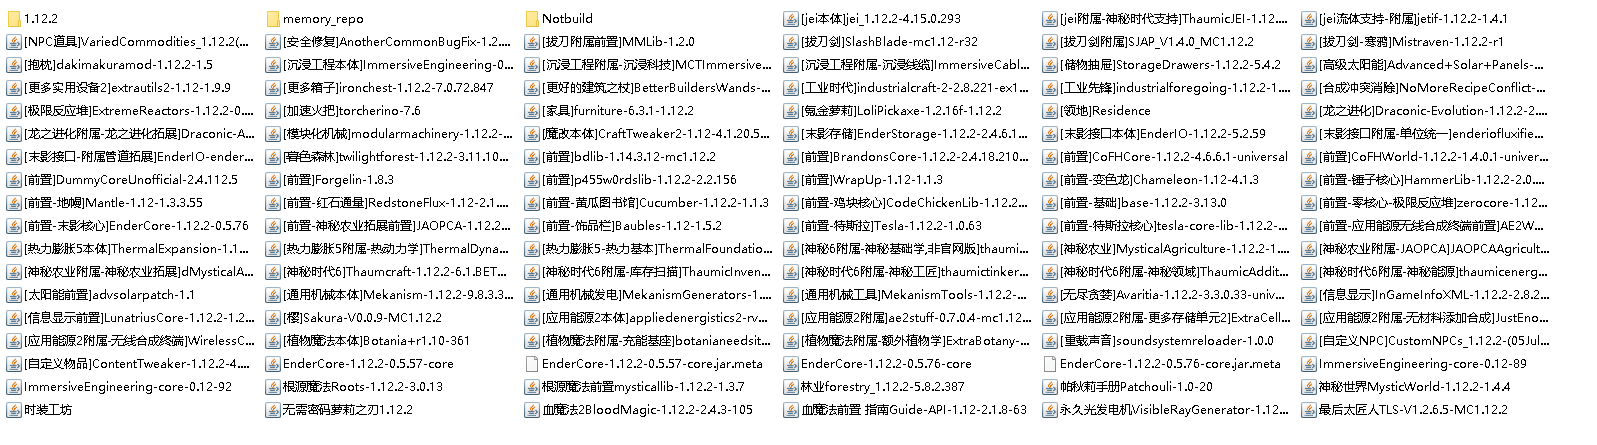 1.12.2
memory_repo
Notbuild
[jei本体]jei_1.12.2-4.15.0.293
[jei附属-神秘时代支持]ThaumicJEI-1.12....
[jei流体支持-附属]jetif-1.12.2-1.4.1
[NPC道具]VariedCommodities_1.12.2(...
[安全修复]AnotherCommonBugFix-1.2....
[拔刀附属前置]MMLib-1.2.0
[拔刀剑]SlashBlade-mc1.12-r32
[拔刀剑附属]SJAP_V1.4.0_MC1.12.2
[拔刀剑-寒鸦]Mistraven-1.12.2-r1
[抱枕]dakimakuramod-1.12.2-1.5
[沉浸工程本体]ImmersiveEngineering-0...
[沉浸工程附属-沉浸科技]MCTImmersive...
[沉浸工程附属-沉浸线缆]ImmersiveCabl...
[储物抽屉]StorageDrawers-1.12.2-5.4.2
[高级太阳能]Advanced+Solar+Panels-...
[更多实用设备2]extrautils2-1.12-1.9.9
[更多箱子]ironchest-1.12.2-7.0.72.847
[更好的建筑之杖]BetterBuildersWands-...
[工业时代]industrialcraft-2-2.8.221-ex1...
[工业先锋]industrialforegoing-1.12.2-1....
[合成冲突消除]NoMoreRecipeConflict-...
[极限反应堆]ExtremeReactors-1.12.2-0....
[加速火把]torcherino-7.6
[家具]furniture-6.3.1-1.12.2
[氪金萝莉]LoliPickaxe-1.2.16f-1.12.2
[领地]Residence
[龙之进化]Draconic-Evolution-1.12.2-2....
[龙之进化附属-龙之进化拓展]Draconic-A...
[模块化机械]modularmachinery-1.12.2-...
[魔改本体]CraftTweaker2-1.12-4.1.20.5...
[末影存储]EnderStorage-1.12.2-2.4.6.1...
[末影接口本体]EnderIO-1.12.2-5.2.59
[末影接口附属-单位统一]enderiofluxifie...
[末影接口-附属管道拓展]EnderIO-ender...
[暮色森林]twilightforest-1.12.2-3.11.10...
[前置]bdlib-1.14.3.12-mc1.12.2
[前置]BrandonsCore-1.12.2-2.4.18.210...
[前置]CoFHCore-1.12.2-4.6.6.1-universal
[前置]CoFHWorld-1.12.2-1.4.0.1-univer...
[前置]DummyCoreUnofficial-2.4.112.5
[前置]Forgelin-1.8.3
[前置]p455w0rdslib-1.12.2-2.2.156
[前置]WrapUp-1.12-1.1.3
[前置-变色龙]Chameleon-1.12-4.1.3
[前置-锤子核心]HammerLib-1.12.2-2.0....
[前置-地幔]Mantle-1.12-1.3.3.55
[前置-红石通量]RedstoneFlux-1.12-2.1....
[前置-黄瓜图书馆]Cucumber-1.12.2-1.1.3
[前置-鸡块核心]CodeChickenLib-1.12.2...
[前置-基础]base-1.12.2-3.13.0
[前置-零核心-极限反应堆]zerocore-1.12...
[前置-末影核心]EnderCore-1.12.2-0.5.76
[前置-神秘农业拓展前置]JAOPCA-1.12.2...
[前置-饰品栏]Baubles-1.12-1.5.2
[前置-特斯拉]Tesla-1.12.2-1.0.63
[前置-特斯拉核心]tesla-core-lib-1.12.2-...
[前置-应用能源无线合成终端前置]AE2W...
[热力膨胀5本体]ThermalExpansion-1.1...
[热力膨胀5附属-热动力学]ThermalDyna...
[热力膨胀5-热力基本]ThermalFoundatio...
[神秘6附属-神秘基础学,非官网版]thaumi...
[神秘农业]MysticalAgriculture-1.12.2-1...
[神秘农业附属-JAOPCA]JAOPCAAgricult...
[神秘农业附属-神秘农业拓展]dMysticalA...
[神秘时代6]Thaumcraft-1.12.2-6.1.BET...
[神秘时代6附属-库存扫描]ThaumicInven...
[神秘时代6附属-神秘工匠]thaumictinker...
[神秘时代6附属-神秘领域]ThaumicAddit...
[神秘时代6附属-神秘能源]thaumicenerg...
[太阳能前置]advsolarpatch-1.1
[通用机械本体]Mekanism-1.12.2-9.8.3.3...
[通用机械发电]MekanismGenerators-1....
[通用机械工具]MekanismTools-1.12.2-...
[无尽贪婪]Avaritia-1.12.2-3.3.0.33-univ...
[信息显示]InGameInfoXML-1.12.2-2.8.2...
[信息显示前置]LunatriusCore-1.12.2-1.2...
[樱]Sakura-V0.0.9-MC1.12.2
[应用能源2本体]appliedenergistics2-rv...
[应用能源2附属]ae2stuff-0.7.0.4-mc1.12...
[应用能源2附属-更多存储单元2]ExtraCell...
[应用能源2附属-无材料添加合成]JustEno...
[应用能源2附属-无线合成终端]WirelessC...
[植物魔法本体]Botania+r1.10-361
[植物魔法附属-充能基座]botanianeedsit...
[植物魔法附属-额外植物学]ExtraBotany-...
[重载声音]soundsystemreloader-1.0.0
[自定义NPC]CustomNPCs_1.12.2-(05Jul...
[自定义物品]ContentTweaker-1.12.2-4....
EnderCore-1.12.2-0.5.57-core
EnderCore-1.12.2-0.5.57-core.jar.meta
EnderCore-1.12.2-0.5.76-core
EnderCore-1.12.2-0.5.76-core.jar.meta
ImmersiveEngineering-core-0.12-89
ImmersiveEngineering-core-0.12-92
根源魔法Roots-1.12.2-3.0.13
根源魔法前置mysticallib-1.12.2-1.3.7
林业forestry_1.12.2-5.8.2.387
帕秋莉手册Patchouli-1.0-20
神秘世界MysticWorld-1.12.2-1.4.4
时装工坊
无需密码萝莉之刃1.12.2
血魔法2BloodMagic-1.12.2-2.4.3-105
血魔法前置 指南Guide-API-1.12-2.1.8-63
永久光发电机VisibleRayGenerator-1.12...
最后太匠人TLS-V1.2.6.5-MC1.12.2